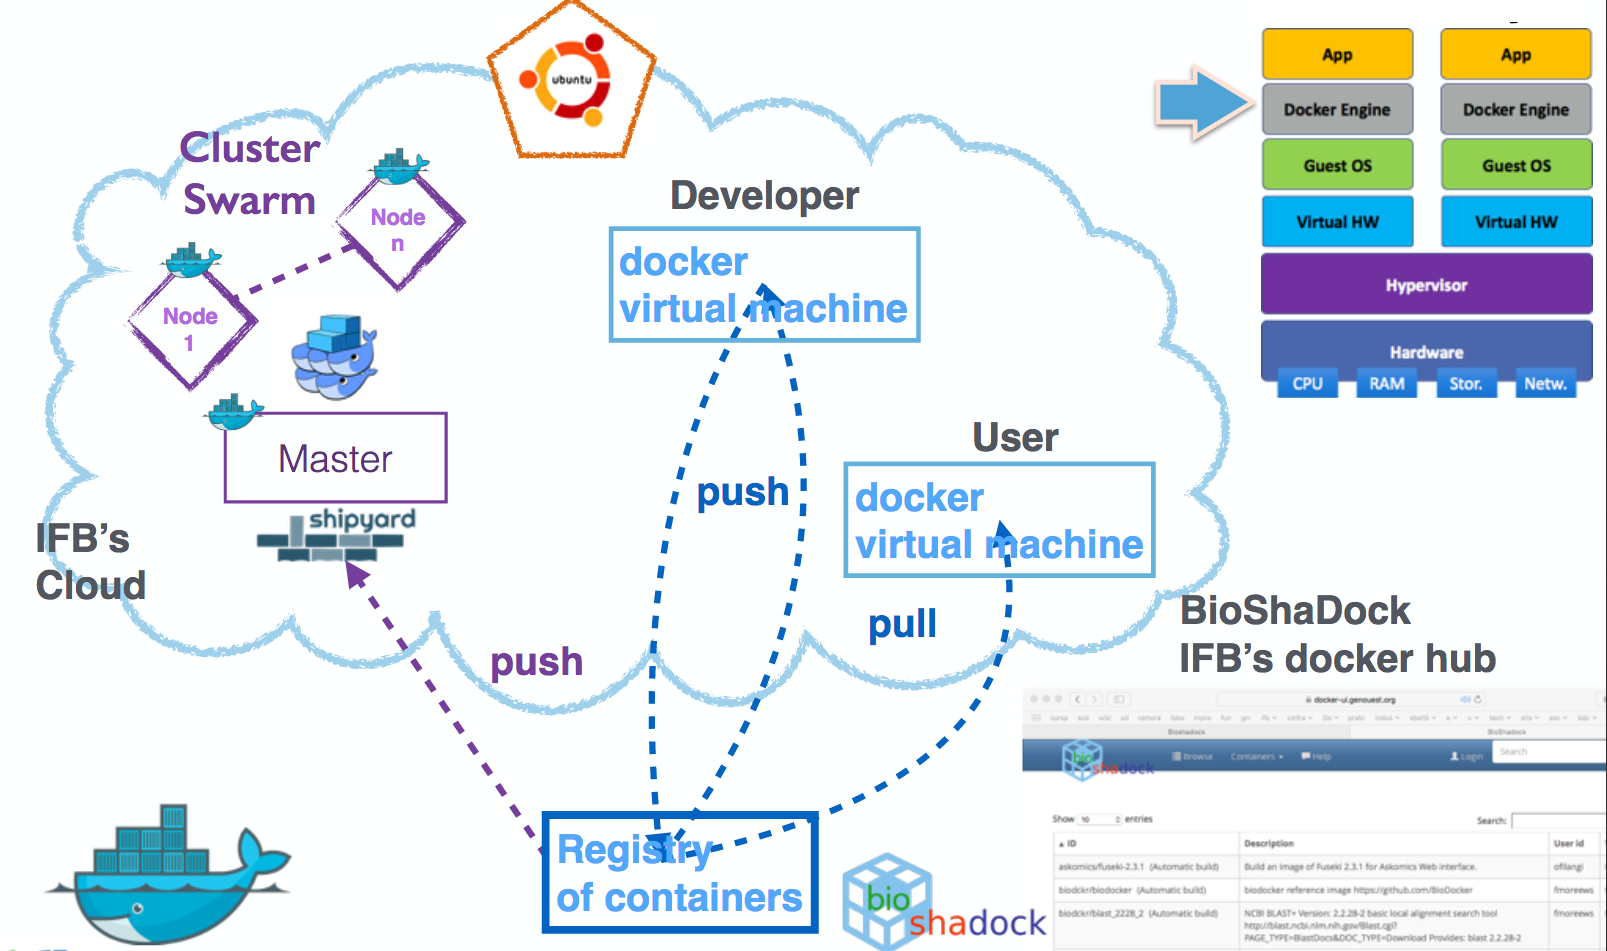 ubuntu
Cluster
Swarm
Node
n
Node
1
Master
shipyard
IFB's
Cloud
Developer
docker
virtual machine
User
docker
virtual machine
push
pull
push
Registry
of containers
bio
shadock
App App
Docker Engine Docker Engine
Guest OS Guest OS
Virtual HW Virtual HW
Hypervisor
Hardware
CPU RAM Stor. Netw.
BioShaDock
IFB's docker hub
docker-ui.genouest.org
Bioshadock BioShadock
bio
shadock
Browse Containers Help Login Search
Show 10 entries Search:
ID Description User id
askomics/fuseki-2.3.1 (Automatic build) Build an image of Fuseki 2.3.1 for Askomics Web interface. ofilangi
biodckr/biodocker (Automatic build) biodocker reference image https://github.com/BioDocker fmoreews
biodckr/blast_2228_2 (Automatic build) NCBI BLAST+ Version: 2.2.28-2 basic local alignment search tool fmoreews
http://blast.ncbi.nlm.nih.gov/Blast.cgi?
PAGE_TYPE=BlastDocs&DOC_TYPE=Download Provides: blast 2.2.28-2